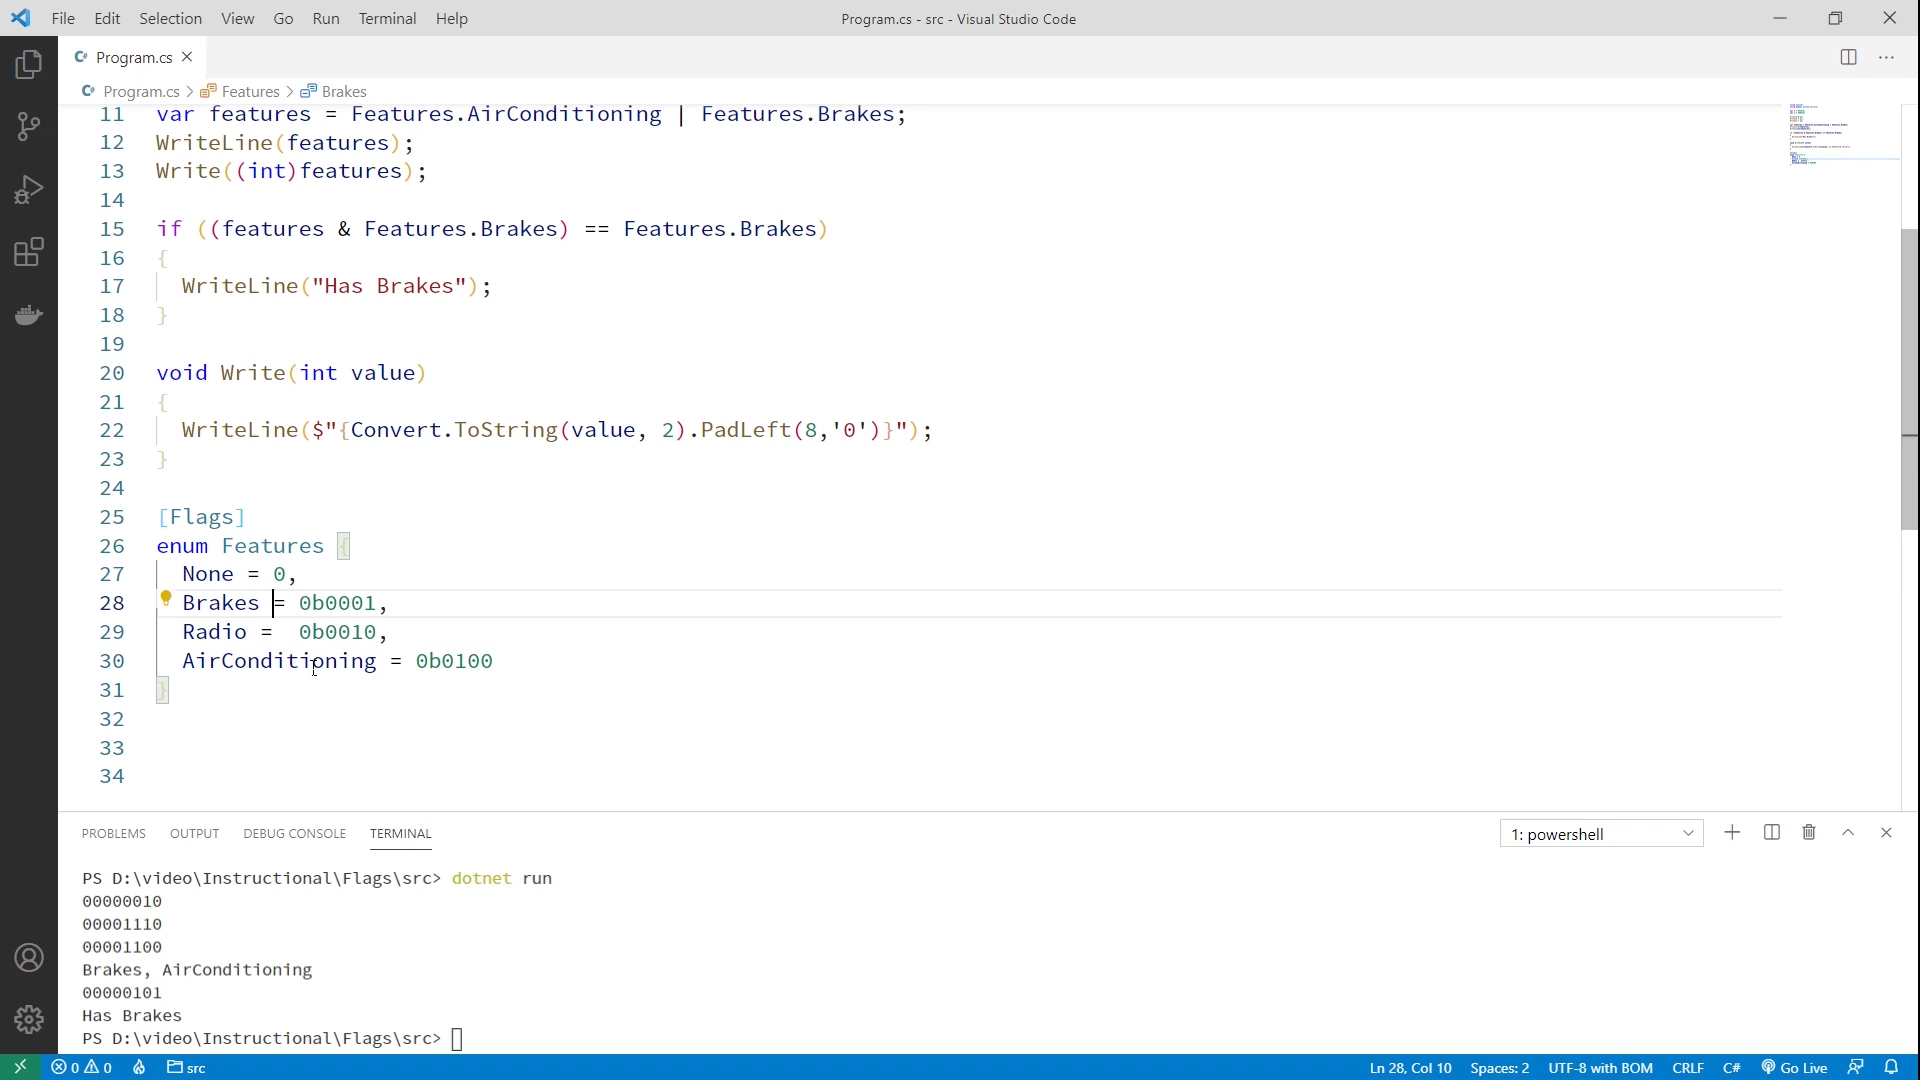 File Edit Selection View Go Run Terminal Help
Program.cs - src - Visual Studio Code
Program.cs
Program.cs > Features > Brakes
11 var features = Features.AirConditioning | Features.Brakes;
12 WriteLine(features);
13 Write((int)features);
14
15 if ((features & Features.Brakes) == Features.Brakes)
16 {
17 WriteLine("Has Brakes");
18 }
19
20 void Write(int value)
21 {
22 WriteLine($"{Convert.ToString(value, 2).PadLeft(8,'0')}");
23 }
24
25 [Flags]
26 enum Features {
27 None = 0,
28 Brakes = 0b0001,
29 Radio =  0b0010,
30 AirConditioning = 0b0100
31 }
32
33
34
PROBLEMS OUTPUT DEBUG CONSOLE TERMINAL
1: powershell
PS D:\video\Instructional\Flags\src> dotnet run
00000010
00001110
00001100
Brakes, AirConditioning
00000101
Has Brakes
PS D:\video\Instructional\Flags\src>
0 0 src
Ln 28, Col 10 Spaces: 2 UTF-8 with BOM CRLF C# Go Live